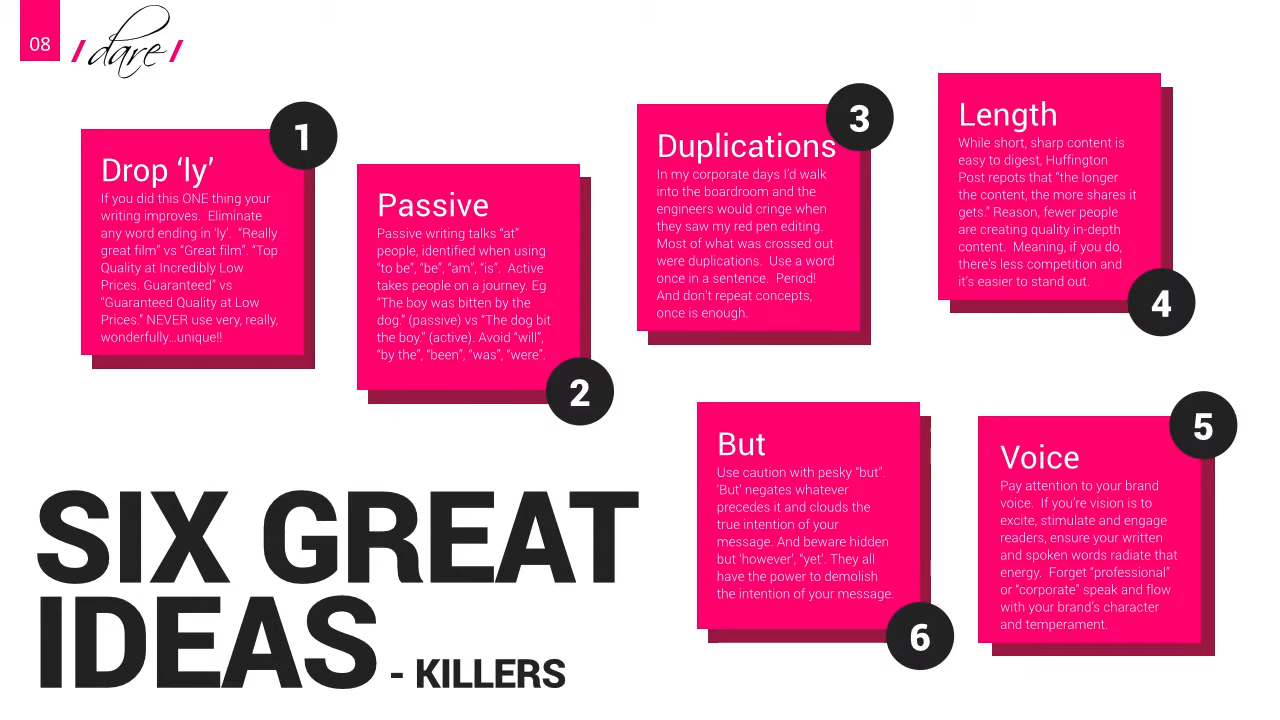 08
/dare/
1
Drop ‘ly’
If you did this ONE thing your
writing improves.  Eliminate
any word ending in ‘ly’.  “Really
great film” vs “Great film”. “Top
Quality at Incredibly Low
Prices. Guaranteed” vs
“Guaranteed Quality at Low
Prices.” NEVER use very, really,
wonderfully...unique!!
2
Passive
Passive writing talks “at”
people, identified when using
“to be”, “be”, “am”, “is”.  Active
takes people on a journey. Eg
“The boy was bitten by the
dog.” (passive) vs “The dog bit
the boy.” (active). Avoid “will”,
“by the”, “been”, “was”, “were”.
3
Duplications
In my corporate days I’d walk
into the boardroom and the
engineers would cringe when
they saw my red pen editing.
Most of what was crossed out
were duplications.  Use a word
once in a sentence.  Period!
And don’t repeat concepts,
once is enough.
4
Length
While short, sharp content is
easy to digest, Huffington
Post repots that “the longer
the content, the more shares it
gets.” Reason, fewer people
are creating quality in-depth
content.  Meaning, if you do,
there’s less competition and
it’s easier to stand out.
5
Voice
Pay attention to your brand
voice.  If you’re vision is to
excite, stimulate and engage
readers, ensure your written
and spoken words radiate that
energy.  Forget “professional”
or “corporate” speak and flow
with your brand’s character
and temperament.
6
But
Use caution with pesky “but”.
‘But’ negates whatever
precedes it and clouds the
true intention of your
message. And beware hidden
but ‘however’, “yet’. They all
have the power to demolish
the intention of your message.
SIX GREAT
IDEAS - KILLERS